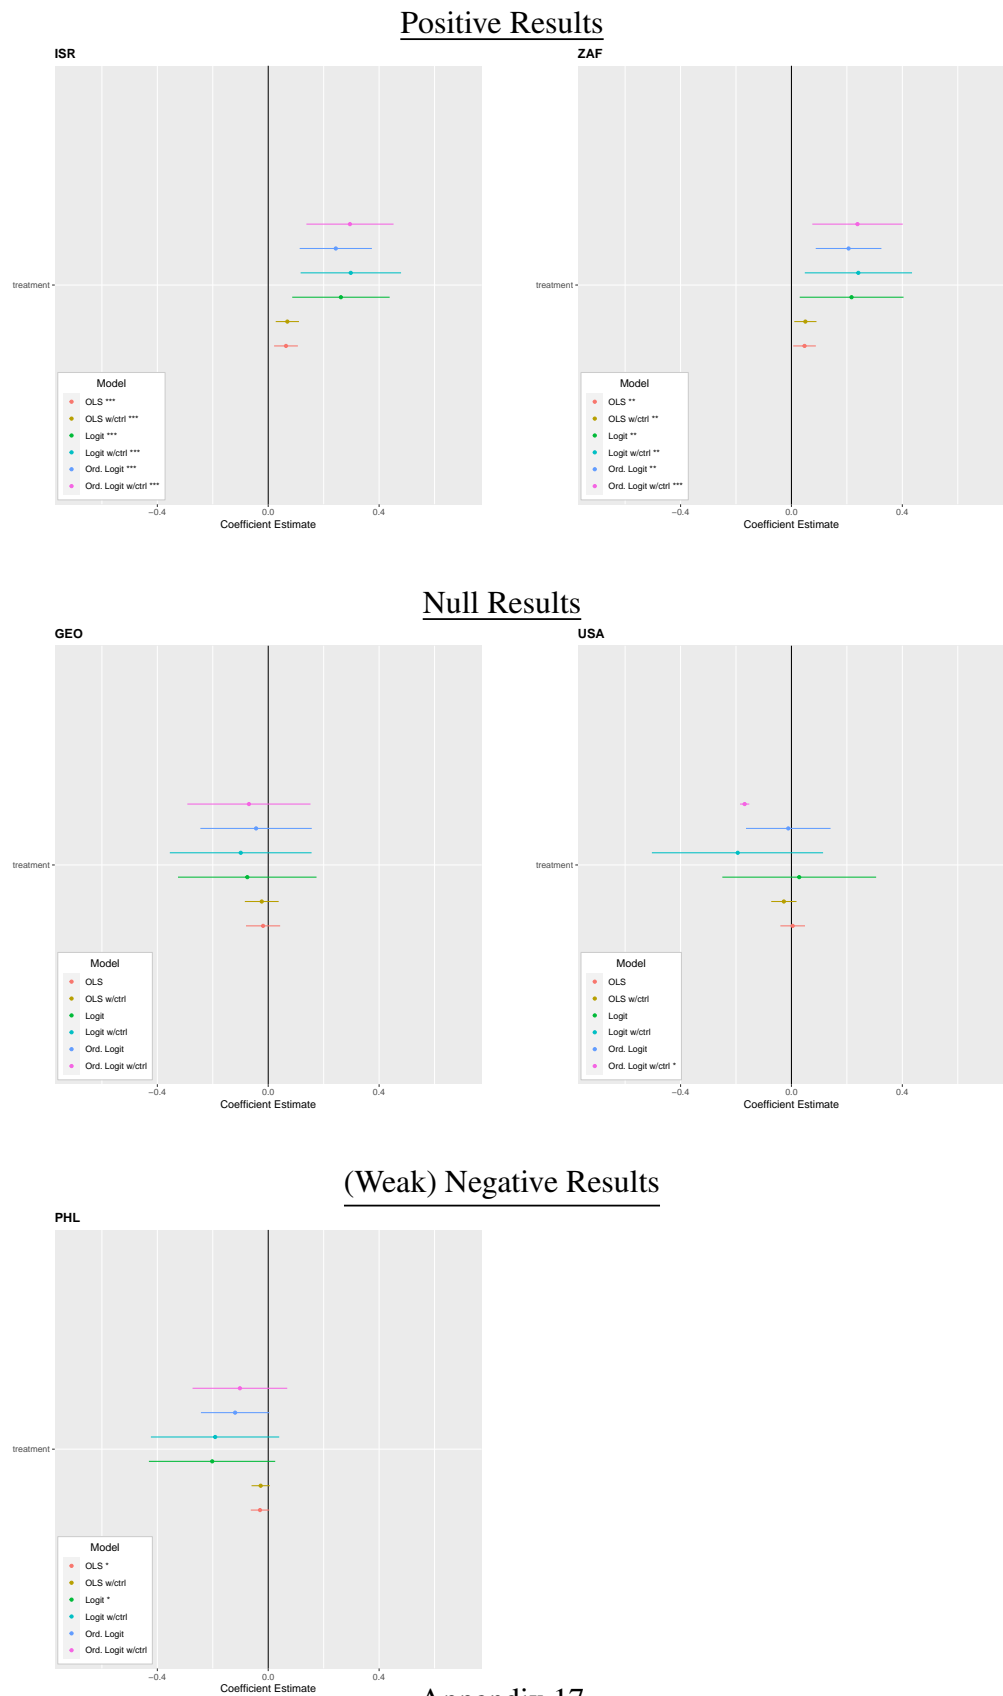 Positive Results
ISR
treatment
Model
OLS ***
OLS w/ctrl ***
Logit ***
Logit w/ctrl ***
Ord. Logit ***
Ord. Logit w/ctrl ***
−0.4 0.0 0.4
Coefficient Estimate
ZAF
treatment
Model
OLS **
OLS w/ctrl **
Logit **
Logit w/ctrl **
Ord. Logit **
Ord. Logit w/ctrl ***
−0.4 0.0 0.4
Coefficient Estimate
Null Results
GEO
treatment
Model
OLS
OLS w/ctrl
Logit
Logit w/ctrl
Ord. Logit
Ord. Logit w/ctrl
−0.4 0.0 0.4
Coefficient Estimate
USA
treatment
Model
OLS
OLS w/ctrl
Logit
Logit w/ctrl
Ord. Logit
Ord. Logit w/ctrl *
−0.4 0.0 0.4
Coefficient Estimate
(Weak) Negative Results
PHL
treatment
Model
OLS *
OLS w/ctrl
Logit *
Logit w/ctrl
Ord. Logit
Ord. Logit w/ctrl
−0.4 0.0 0.4
Coefficient Estimate
Appendix-17